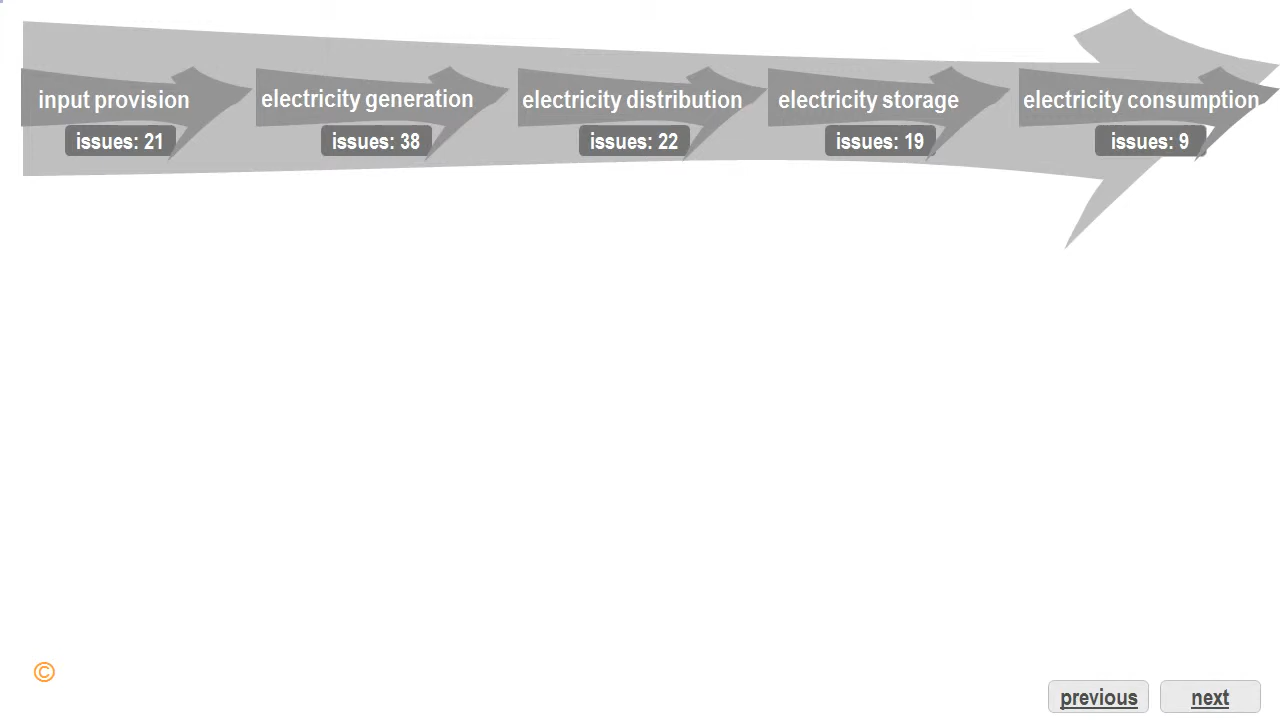 input provision
electricity generation
electricity distribution
electricity storage
electricity consumption
issues: 21
issues: 38
issues: 22
issues: 19
issues: 9
©
previous
next